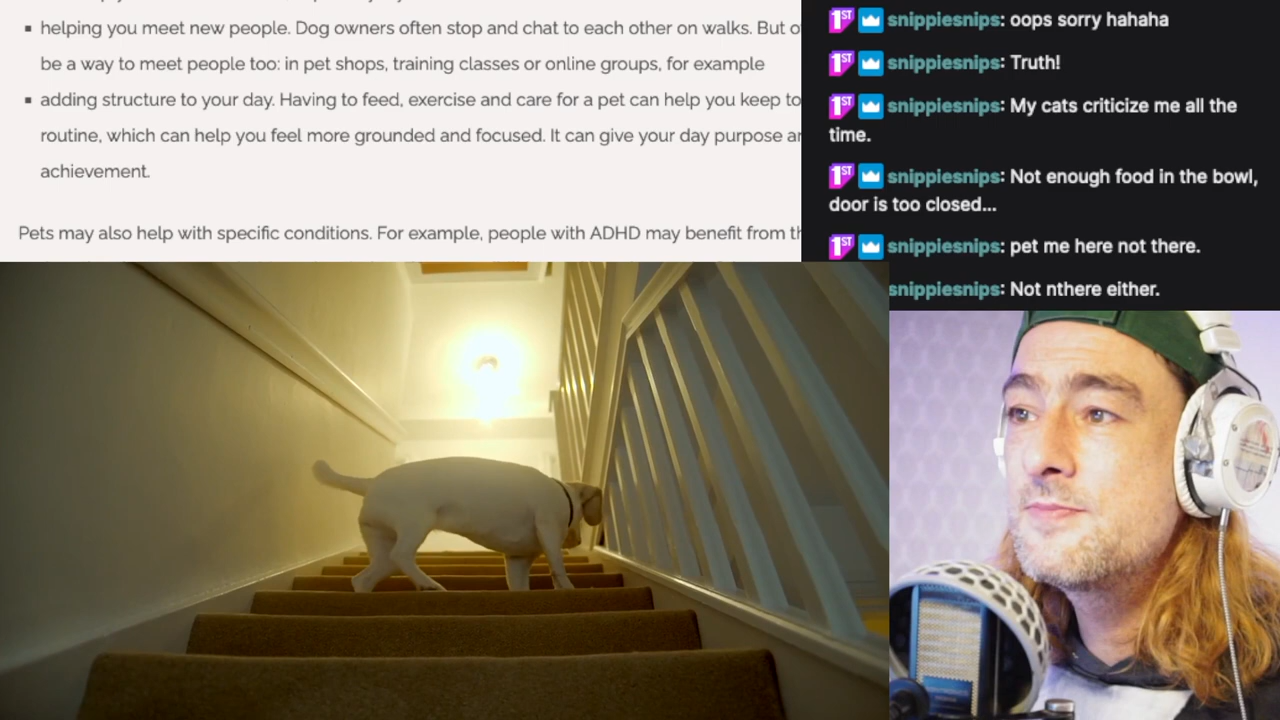 helping you meet new people. Dog owners often stop and chat to each other on walks. But
be a way to meet people too: in pet shops, training classes or online groups, for example
adding structure to your day. Having to feed, exercise and care for a pet can help you keep to
routine, which can help you feel more grounded and focused. It can give your day purpose
achievement.
Pets may also help with specific conditions. For example, people with ADHD may benefit from
1ST snippiesnips: oops sorry hahaha
1ST snippiesnips: Truth!
1ST snippiesnips: My cats criticize me all the
time.
1ST snippiesnips: Not enough food in the bowl,
door is too closed...
1ST snippiesnips: pet me here not there.
snippiesnips: Not nthere either.